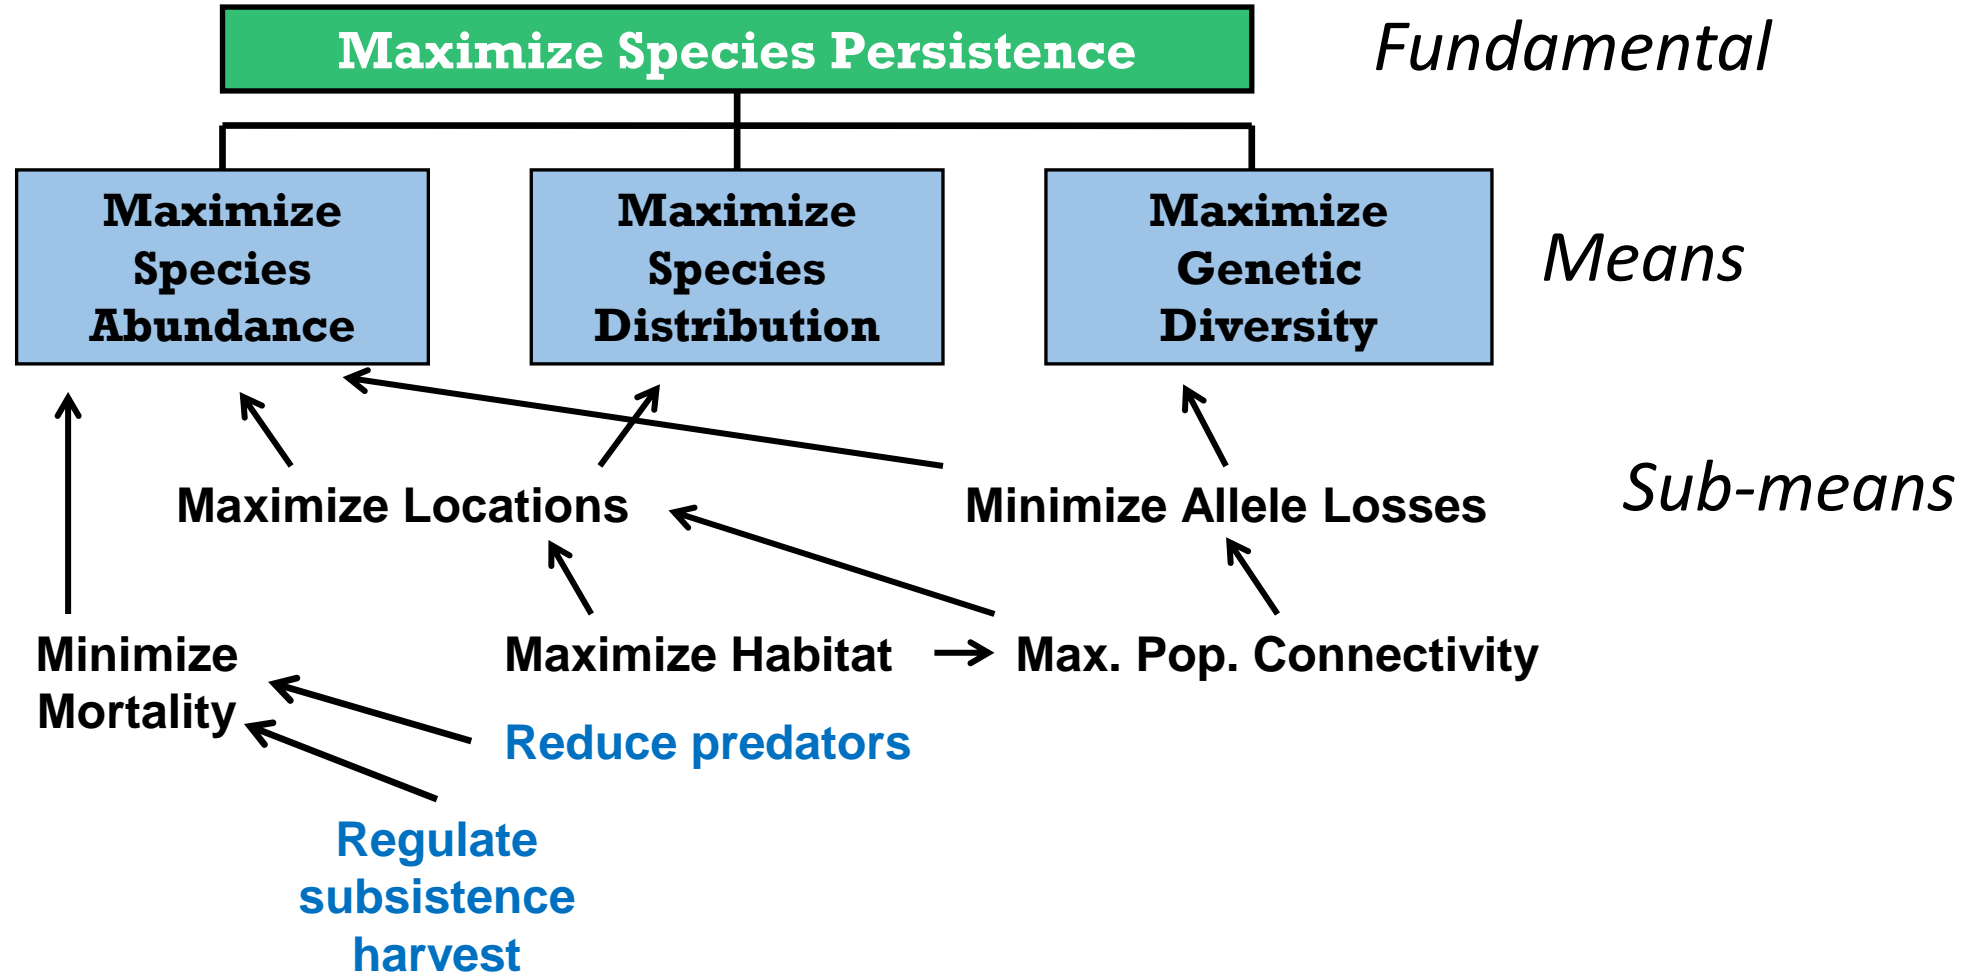 Maximize Species Persistence
Fundamental
Maximize
Species
Abundance
Maximize
Species
Distribution
Maximize
Genetic
Diversity
Means
Maximize Locations
Minimize Allele Losses
Sub-means
Minimize
Mortality
Maximize Habitat
Max. Pop. Connectivity
Reduce predators
Regulate
subsistence
harvest